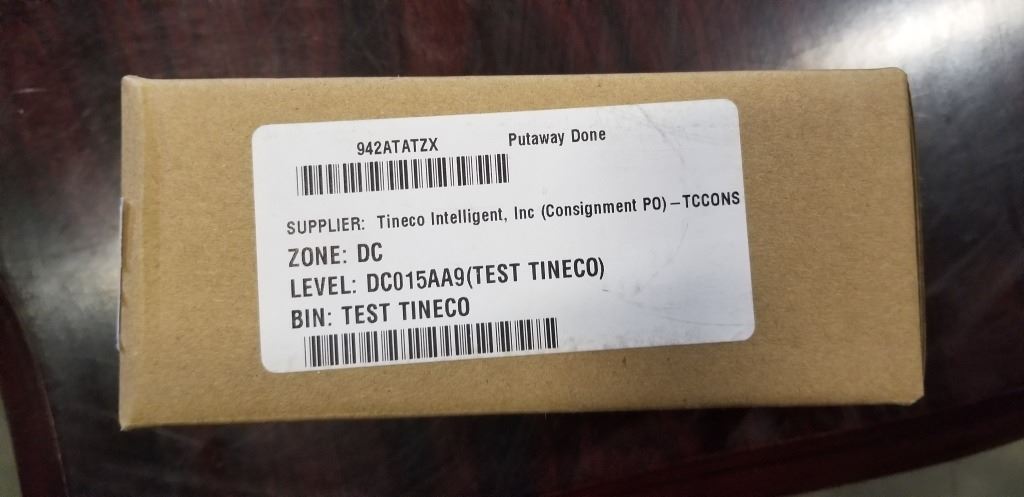 942ATATZX Putaway Done
SUPPLIER: Tineco Intelligent, Inc (Consignment PO)-TCCONS
ZONE: DC
LEVEL: DC015AA9(TEST TINECO)
BIN: TEST TINECO